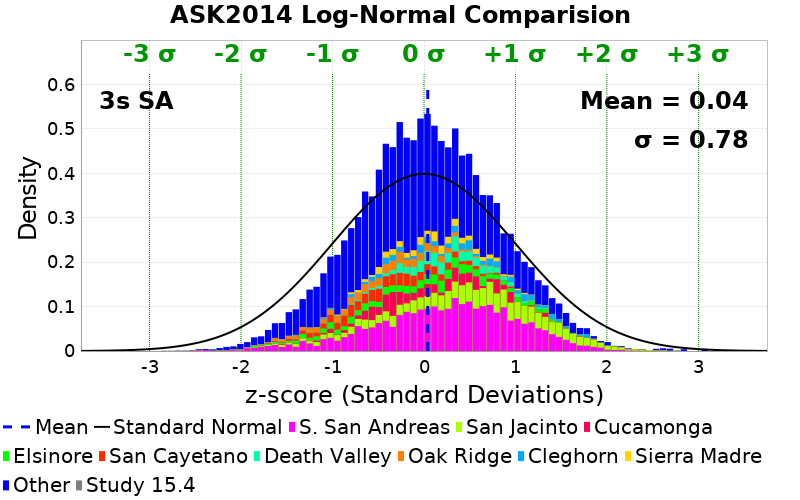 ASK2014 Log-Normal Comparision
-3 σ -2 σ -1 σ 0 σ +1 σ +2 σ +3 σ
3s SA
Mean = 0.04
σ = 0.78
Density
0.6
0.5
0.4
0.3
0.2
0.1
0
-3 -2 -1 0 1 2 3
z-score (Standard Deviations)
Mean Standard Normal S. San Andreas San Jacinto Cucamonga
Elsinore San Cayetano Death Valley Oak Ridge Cleghorn Sierra Madre
Other Study 15.4